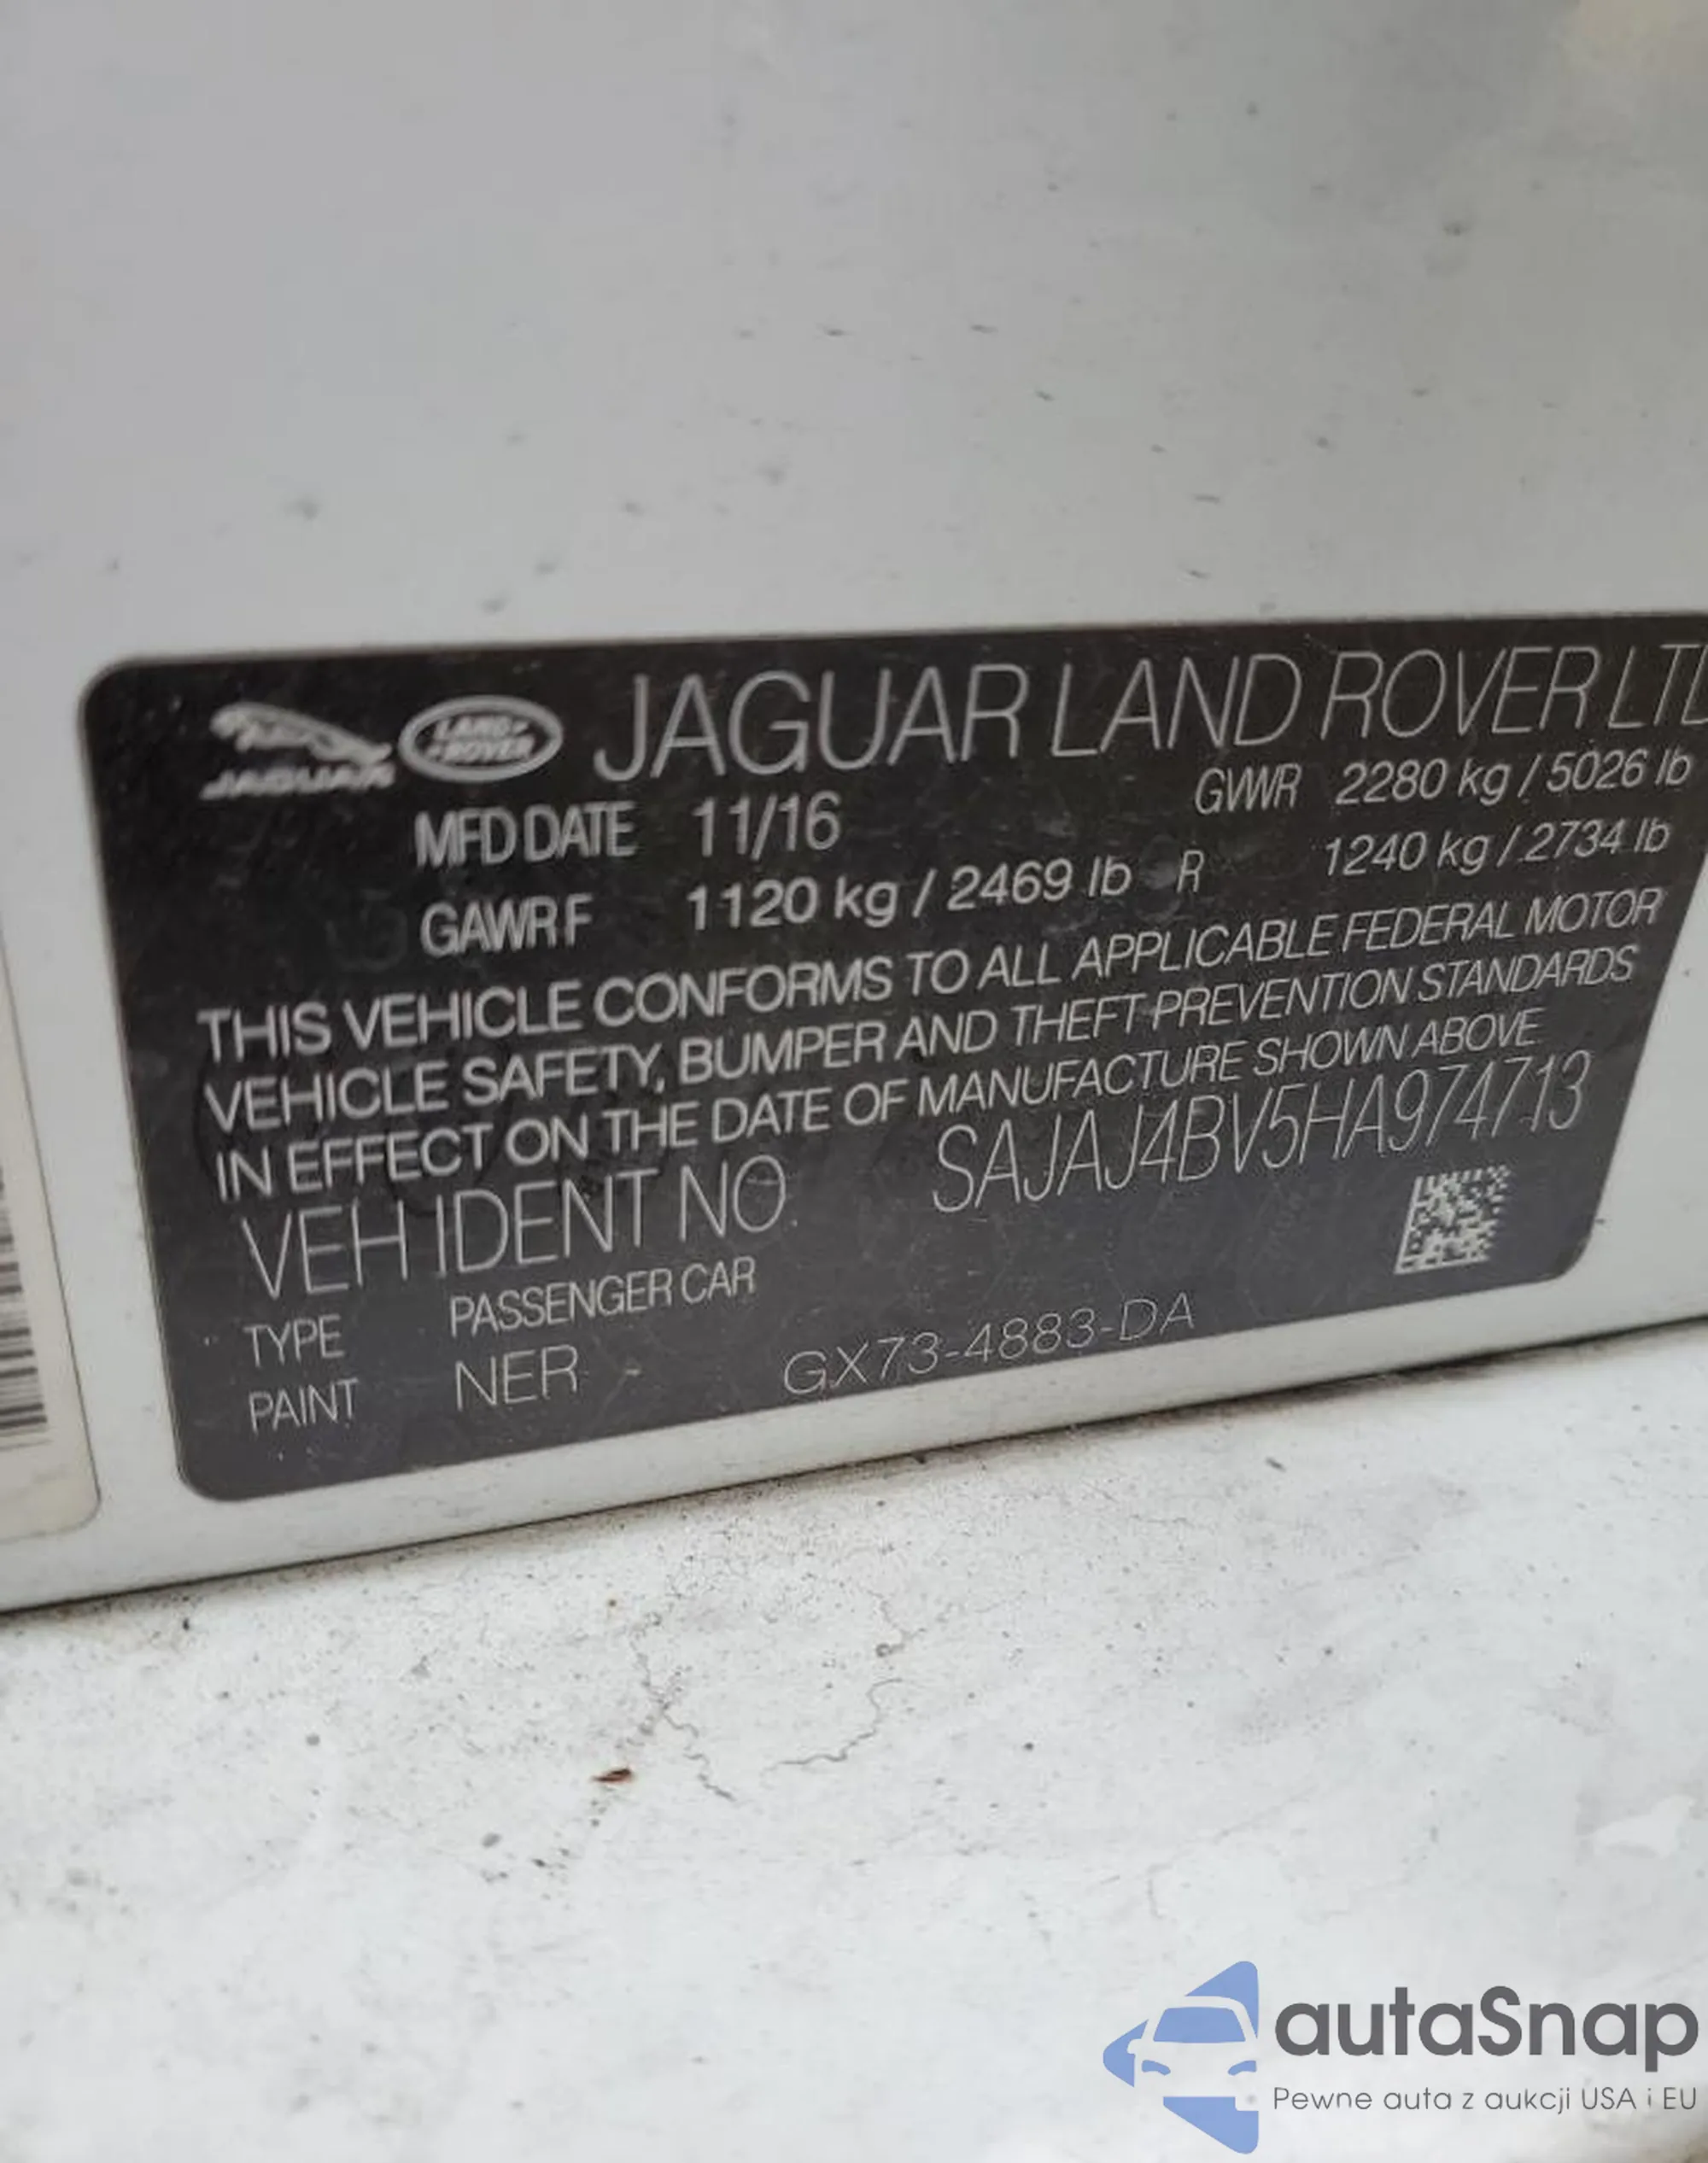 JAGUAR LAND ROVER JAGUAR LAND ROVER LTD
MFD DATE 11/16 GVWR 2280 kg / 5026 lb
GAWR F 1120 kg / 2469 lb R 1240 kg / 2734 lb
THIS VEHICLE CONFORMS TO ALL APPLICABLE FEDERAL MOTOR
VEHICLE SAFETY, BUMPER AND THEFT PREVENTION STANDARDS
IN EFFECT ON THE DATE OF MANUFACTURE SHOWN ABOVE
VEH IDENT NO. SAJAJ4BV5HA974713
TYPE PASSENGER CAR
PAINT NER GX73-4883-DA
autaSnap
Pewne auta z aukcji USA i EU